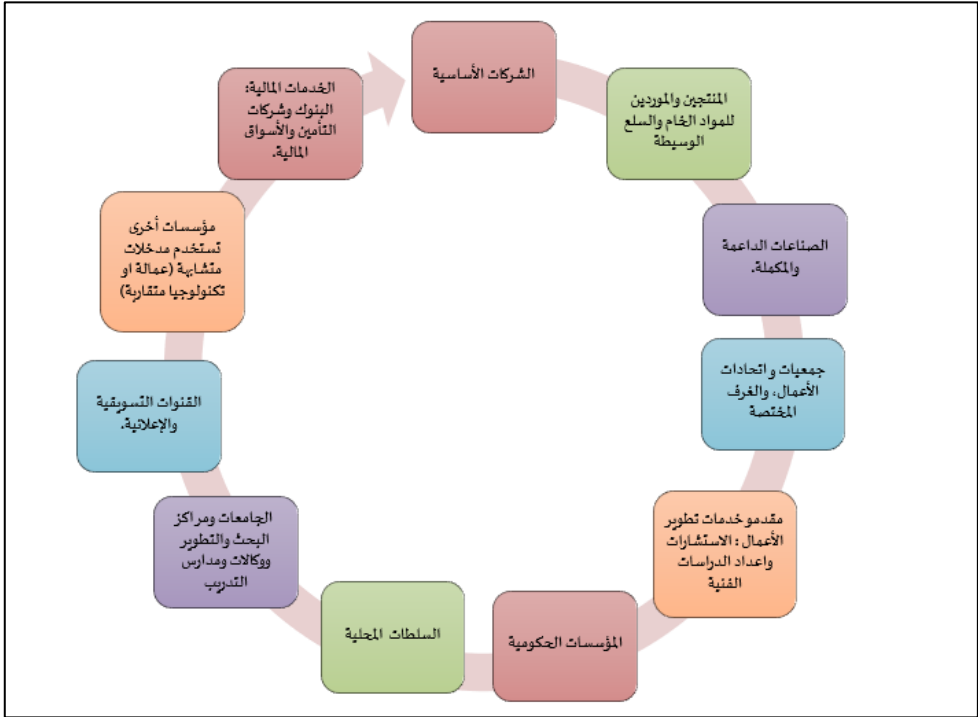 الشركات الأساسية
المنتجين والموردين
للمواد الخام والسلع
الوسيطة
الصناعات الداعمة
والمكملة.
جمعيات و اتحادات
الأعمال، والغرف
المختصة
مقدمو خدمات تطوير
الأعمال : الاستشارات
واعداد الدراسات
الفنية
المؤسسات الحكومية
السلطات المحلية
الجامعات ومراكز
البحث والتطوير
ووكالات ومدارس
التدريب
القنوات التسويقية
والإعلانية.
مؤسسات أخرى
تستخدم مدخلات
متشابهة (عمالة او
تكنولوجيا متقاربة)
الخدمات المالية:
البنوك وشركات
التأمين والأسواق
المالية.